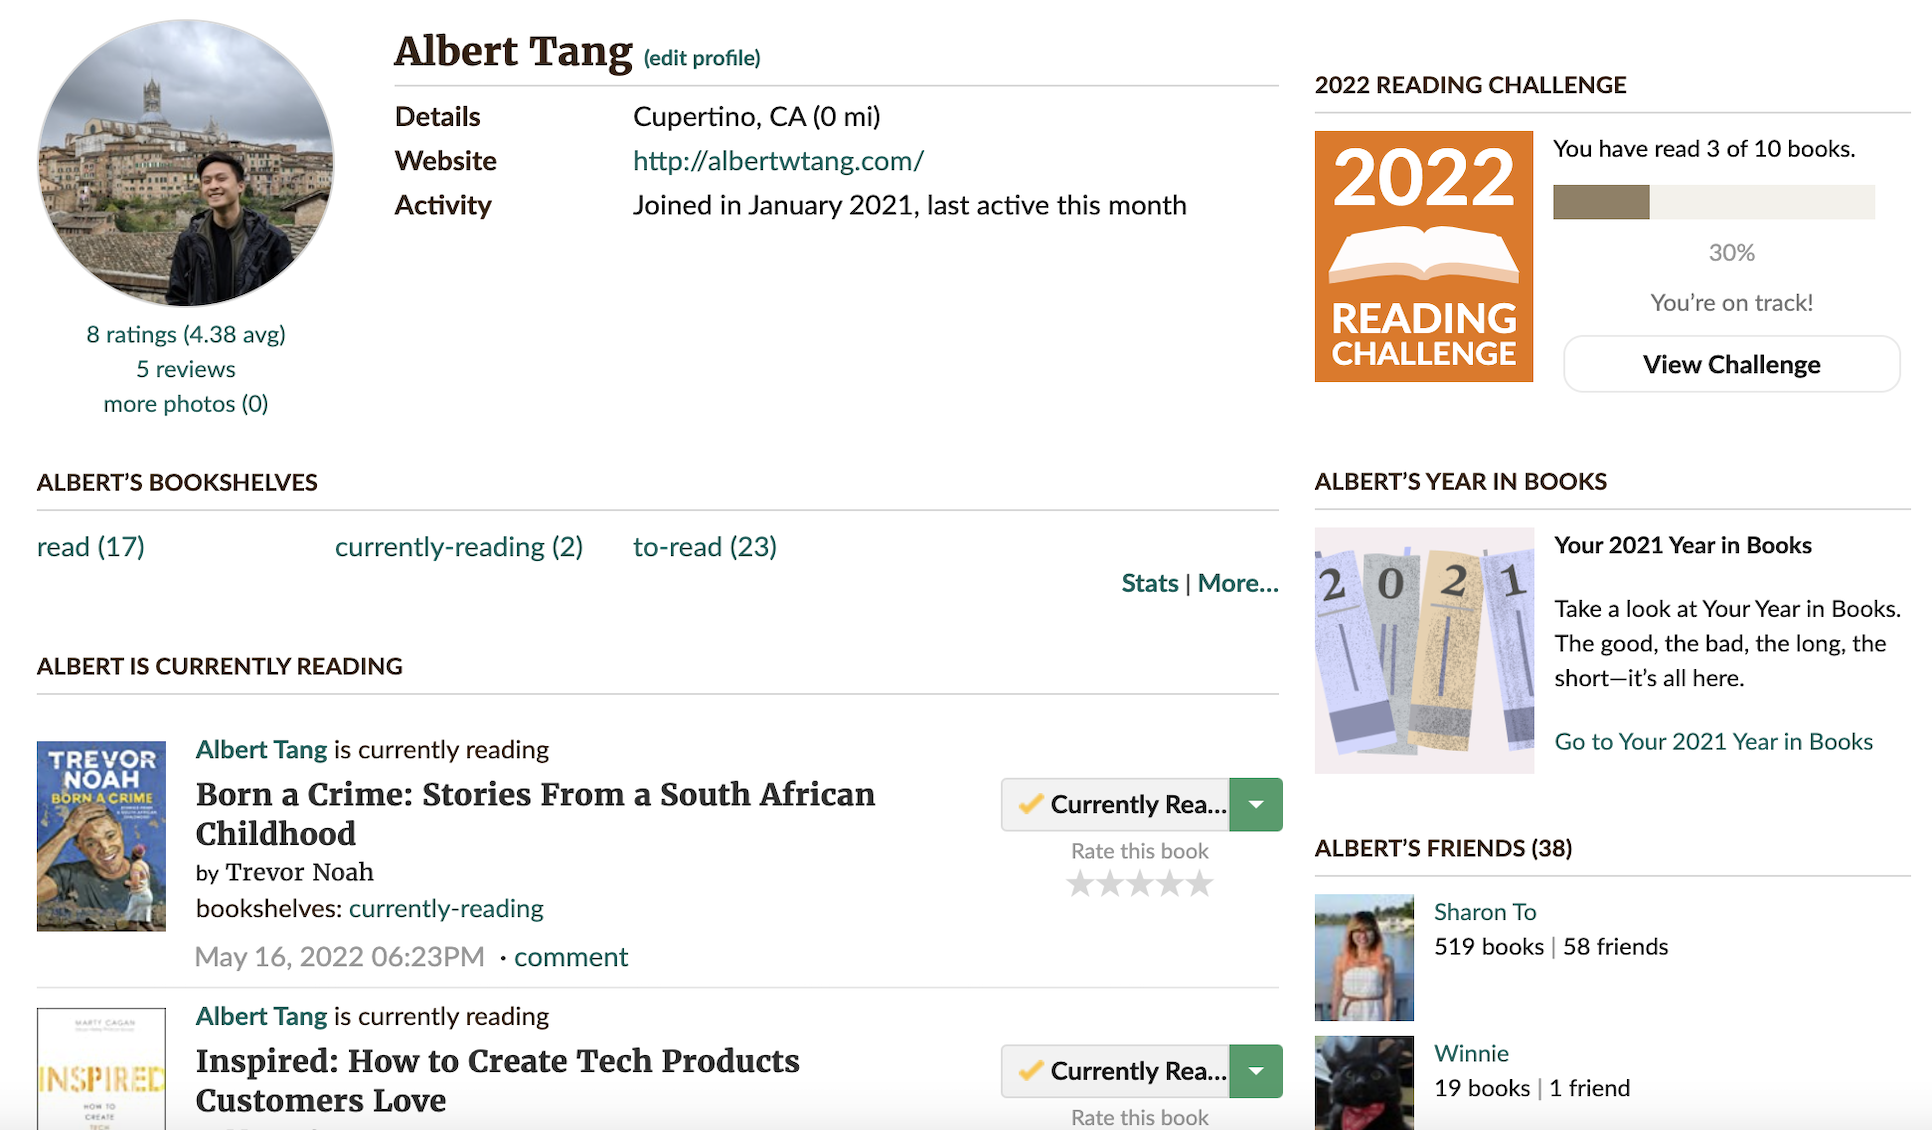 Albert Tang (edit profile)
Details Cupertino, CA (0 mi)
Website http://albertwtang.com/
Activity Joined in January 2021, last active this month
8 ratings (4.38 avg)
5 reviews
more photos (0)
ALBERT’S BOOKSHELVES
read (17) currently-reading (2) to-read (23)
Stats | More...
ALBERT IS CURRENTLY READING
TREVOR
NOAH
BORN A CRIME
Albert Tang is currently reading
Born a Crime: Stories From a South African
Childhood
by Trevor Noah
bookshelves: currently-reading
May 16, 2022 06:23PM · comment
Currently Rea...
Rate this book
MARTY CAGAN
INSPIRED
HOW TO
CREATE
TECH
Albert Tang is currently reading
Inspired: How to Create Tech Products
Customers Love
Currently Rea...
Rate this book
2022 READING CHALLENGE
2022
READING
CHALLENGE
You have read 3 of 10 books.
30%
You’re on track!
View Challenge
ALBERT’S YEAR IN BOOKS
2021
Your 2021 Year in Books
Take a look at Your Year in Books.
The good, the bad, the long, the
short—it’s all here.
Go to Your 2021 Year in Books
ALBERT’S FRIENDS (38)
Sharon To
519 books | 58 friends
Winnie
19 books | 1 friend